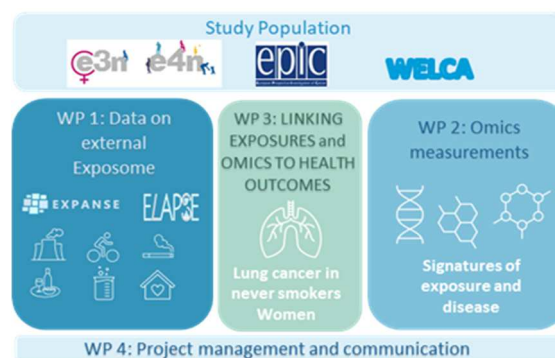 Study Population
e3n e4n epic WELCA
WP 1: Data on
external
Exposome
EXPANSE ELAPSE
WP 3: LINKING
EXPOSURES and
OMICS TO HEALTH
OUTCOMES
Lung cancer in
never smokers
Women
WP 2: Omics
measurements
Signatures of
exposure and
disease
WP 4: Project management and communication